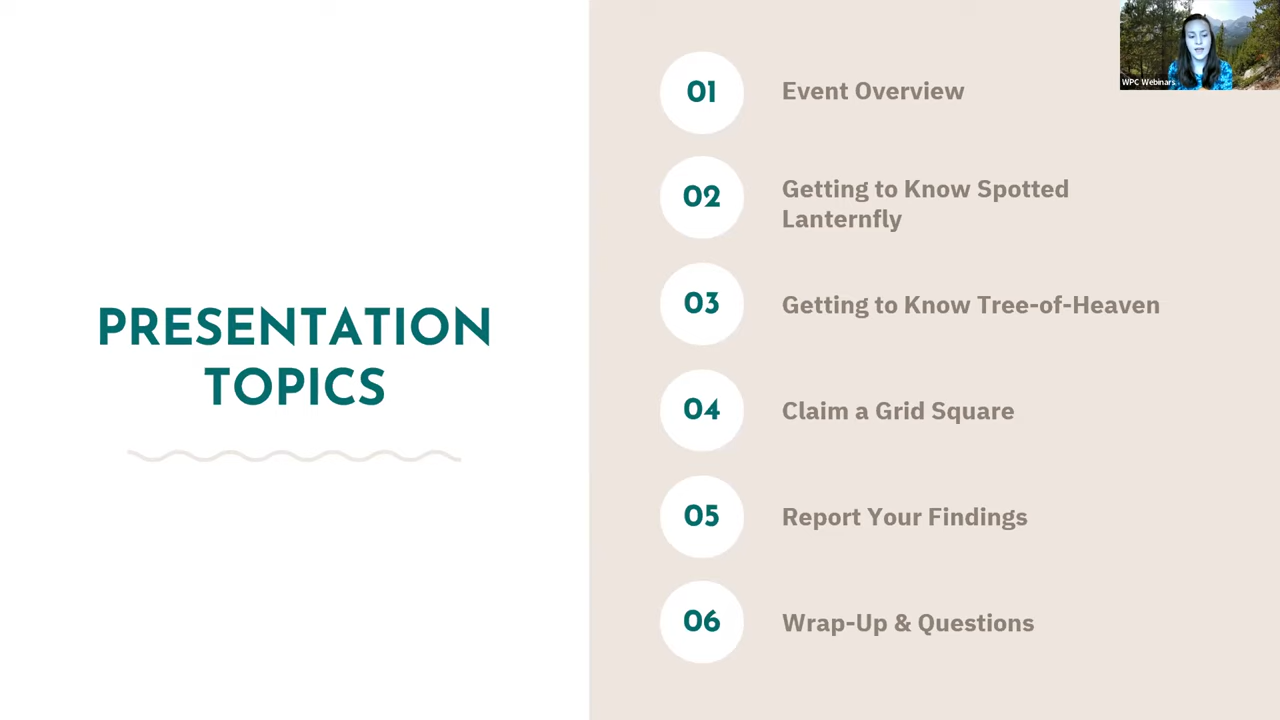 PRESENTATION
TOPICS
01
Event Overview
02
Getting to Know Spotted
Lanternfly
03
Getting to Know Tree-of-Heaven
04
Claim a Grid Square
05
Report Your Findings
06
Wrap-Up & Questions
WPC Webinars